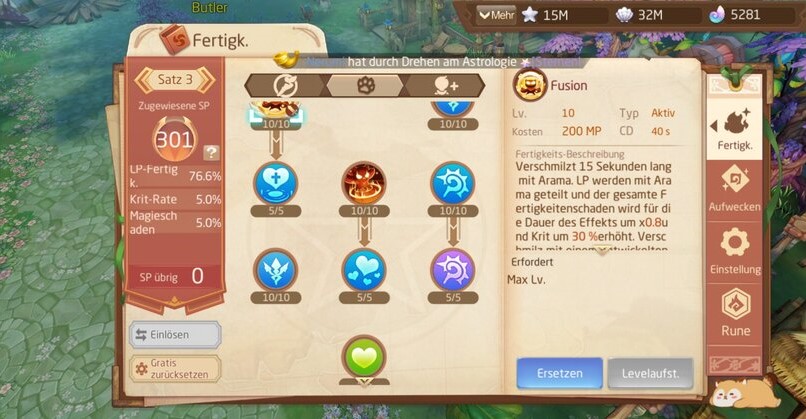 Butler
Mehr
15M
32M
5281
Fertigk.
hat durch Drehen am Astrologie
Satz 3
Zugewiesene SP
301
?
LP-Fertig
k.
76.6%
Krit-Rate
5.0%
Magiesch
aden
5.0%
SP übrig 0
Einlösen
Gratis
zurücksetzen
10/10
10/10
5/5
10/10
10/10
10/10
5/5
5/5
Fusion
Lv. 10 Typ Aktiv
Kosten 200 MP CD 40 s
Fertigkeits-Beschreibung
Verschmilzt 15 Sekunden lang
mit Arama. LP werden mit Ara
ma geteilt und der gesamte F
ertigkeitenschaden wird für di
e Dauer des Effekts um x0.8u
nd Krit um 30 %erhöht. Versc
hmilz mit einem entwickelten
Erfordert
Max Lv.
Ersetzen
Levelaufst.
Fertigk.
Aufwecken
Einstellung
Rune